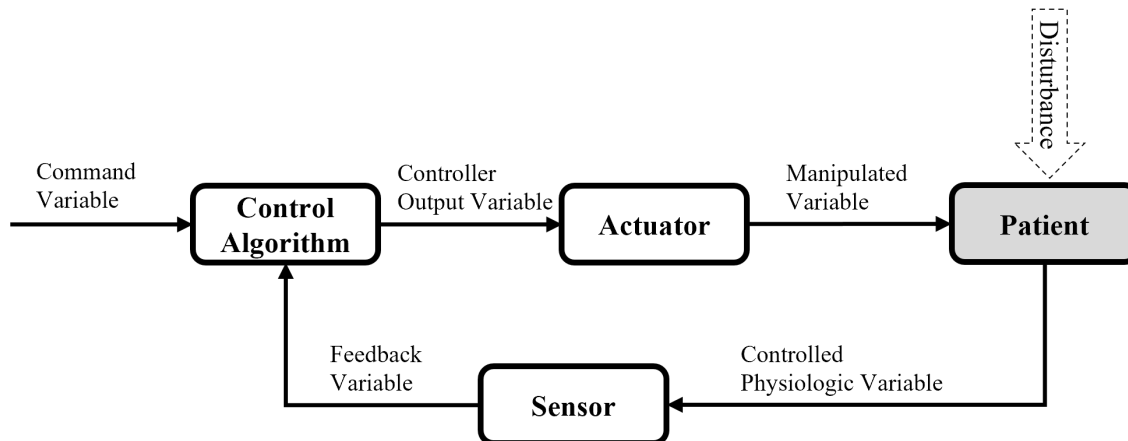 Disturbance
Command
Variable
Control
Algorithm
Controller
Output Variable
Actuator
Manipulated
Variable
Patient
Feedback
Variable
Sensor
Controlled
Physiologic Variable